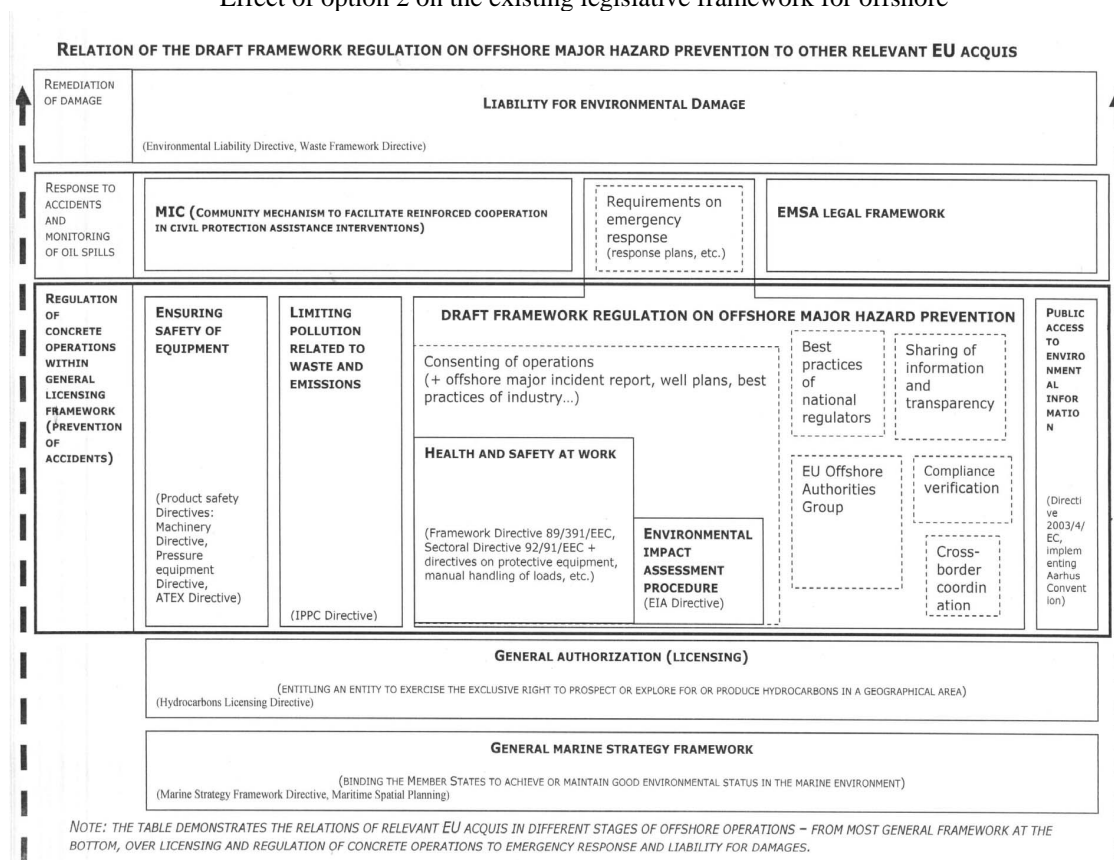 Effect of option 2 on the existing legislative framework for offshore
RELATION OF THE DRAFT FRAMEWORK REGULATION ON OFFSHORE MAJOR HAZARD PREVENTION TO OTHER RELEVANT EU ACQUIS
REMEDIATION
OF DAMAGE
LIABILITY FOR ENVIRONMENTAL DAMAGE
(Environmental Liability Directive, Waste Framework Directive)
RESPONSE TO
ACCIDENTS
AND
MONITORING
OF OIL SPILLS
MIC (COMMUNITY MECHANISM TO FACILITATE REINFORCED COOPERATION
IN CIVIL PROTECTION ASSISTANCE INTERVENTIONS)
Requirements on
emergency
response
(response plans, etc.)
EMSA LEGAL FRAMEWORK
REGULATION
OF
CONCRETE
OPERATIONS
WITHIN
GENERAL
LICENSING
FRAMEWORK
(PREVENTION
OF
ACCIDENTS)
ENSURING
SAFETY OF
EQUIPMENT
(Product safety
Directives:
Machinery
Directive,
Pressure
equipment
Directive,
ATEX Directive)
LIMITING
POLLUTION
RELATED TO
WASTE AND
EMISSIONS
(IPPC Directive)
DRAFT FRAMEWORK REGULATION ON OFFSHORE MAJOR HAZARD PREVENTION
Consenting of operations
(+ offshore major incident report, well plans, best
practices of industry...)
HEALTH AND SAFETY AT WORK
(Framework Directive 89/391/EEC,
Sectoral Directive 92/91/EEC +
directives on protective equipment,
manual handling of loads, etc.)
ENVIRONMENTAL
IMPACT
ASSESSMENT
PROCEDURE
(EIA Directive)
Best
practices
of
national
regulators
Sharing of
information
and
transparency
EU Offshore
Authorities
Group
Compliance
verification
Cross-
border
coordin
ation
PUBLIC
ACCESS
TO
ENVIRO
NMENT
AL
INFOR
MATIO
N
(Directi
ve
2003/4/
EC,
implem
enting
Aarhus
Convent
ion)
GENERAL AUTHORIZATION (LICENSING)
(ENTITLING AN ENTITY TO EXERCISE THE EXCLUSIVE RIGHT TO PROSPECT OR EXPLORE FOR OR PRODUCE HYDROCARBONS IN A GEOGRAPHICAL AREA)
(Hydrocarbons Licensing Directive)
GENERAL MARINE STRATEGY FRAMEWORK
(BINDING THE MEMBER STATES TO ACHIEVE OR MAINTAIN GOOD ENVIRONMENTAL STATUS IN THE MARINE ENVIRONMENT)
(Marine Strategy Framework Directive, Maritime Spatial Planning)
NOTE: THE TABLE DEMONSTRATES THE RELATIONS OF RELEVANT EU ACQUIS IN DIFFERENT STAGES OF OFFSHORE OPERATIONS – FROM MOST GENERAL FRAMEWORK AT THE
BOTTOM, OVER LICENSING AND REGULATION OF CONCRETE OPERATIONS TO EMERGENCY RESPONSE AND LIABILITY FOR DAMAGES.